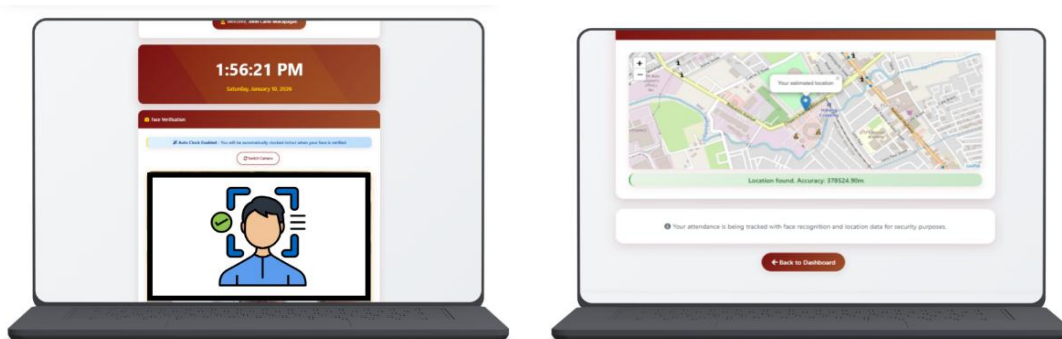 1:56:21 PM
Saturday, January 10, 2026
Face Verification
Auto Clock Enabled - You will be automatically clocked in/out when your face is verified
Switch Camera
+
−
Your estimated location
×
Location found. Accuracy: 378524.90m
Your attendance is being tracked with face recognition and location data for security purposes.
← Back to Dashboard